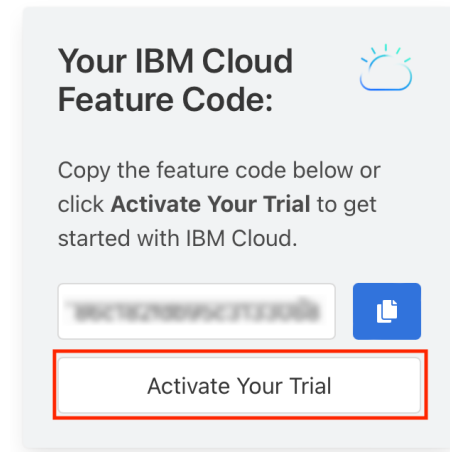 Your IBM Cloud
Feature Code:
Copy the feature code below or
click Activate Your Trial to get
started with IBM Cloud.
Activate Your Trial